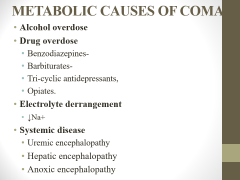 METABOLIC CAUSES OF COMA
• Alcohol overdose
• Drug overdose
• Benzodiazepines-
• Barbiturates-
• Tri-cyclic antidepressants,
• Opiates.
• Electrolyte derrangement
• ↓Na+
• Systemic disease
• Uremic encephalopathy
• Hepatic encephalopathy
• Anoxic encephalopathy